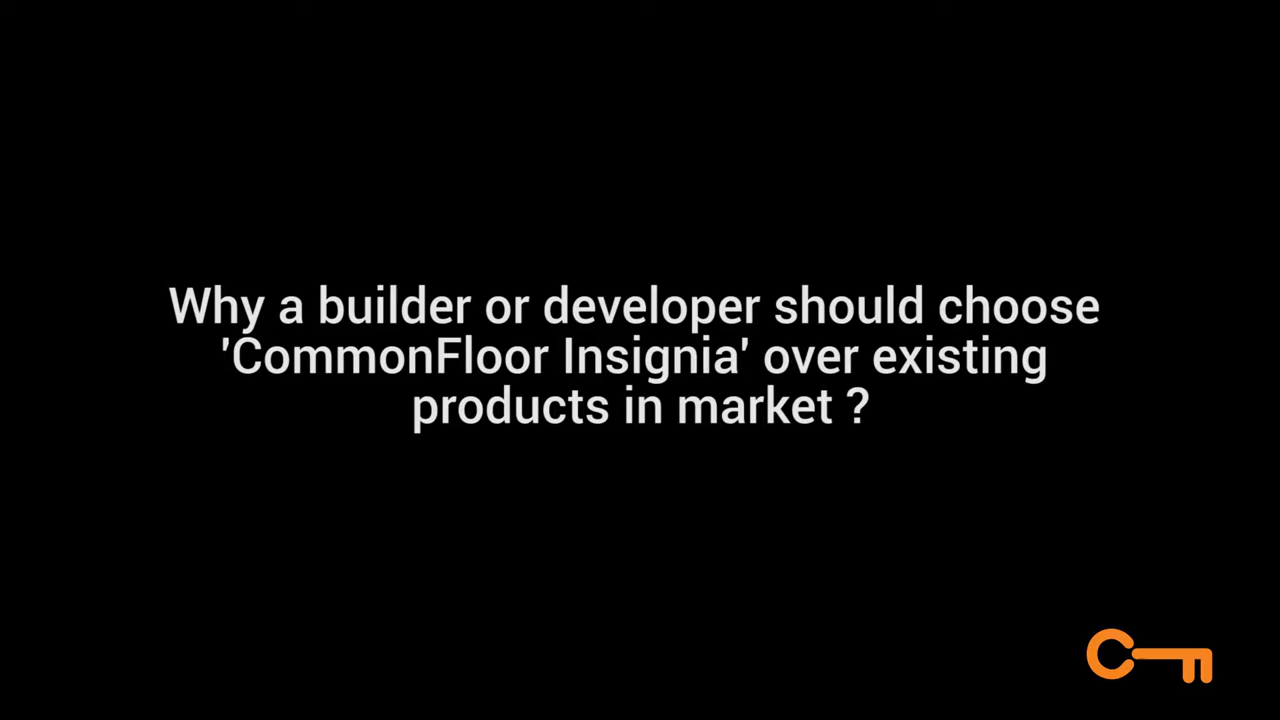 Why a builder or developer should choose
'CommonFloor Insignia' over existing
products in market ?